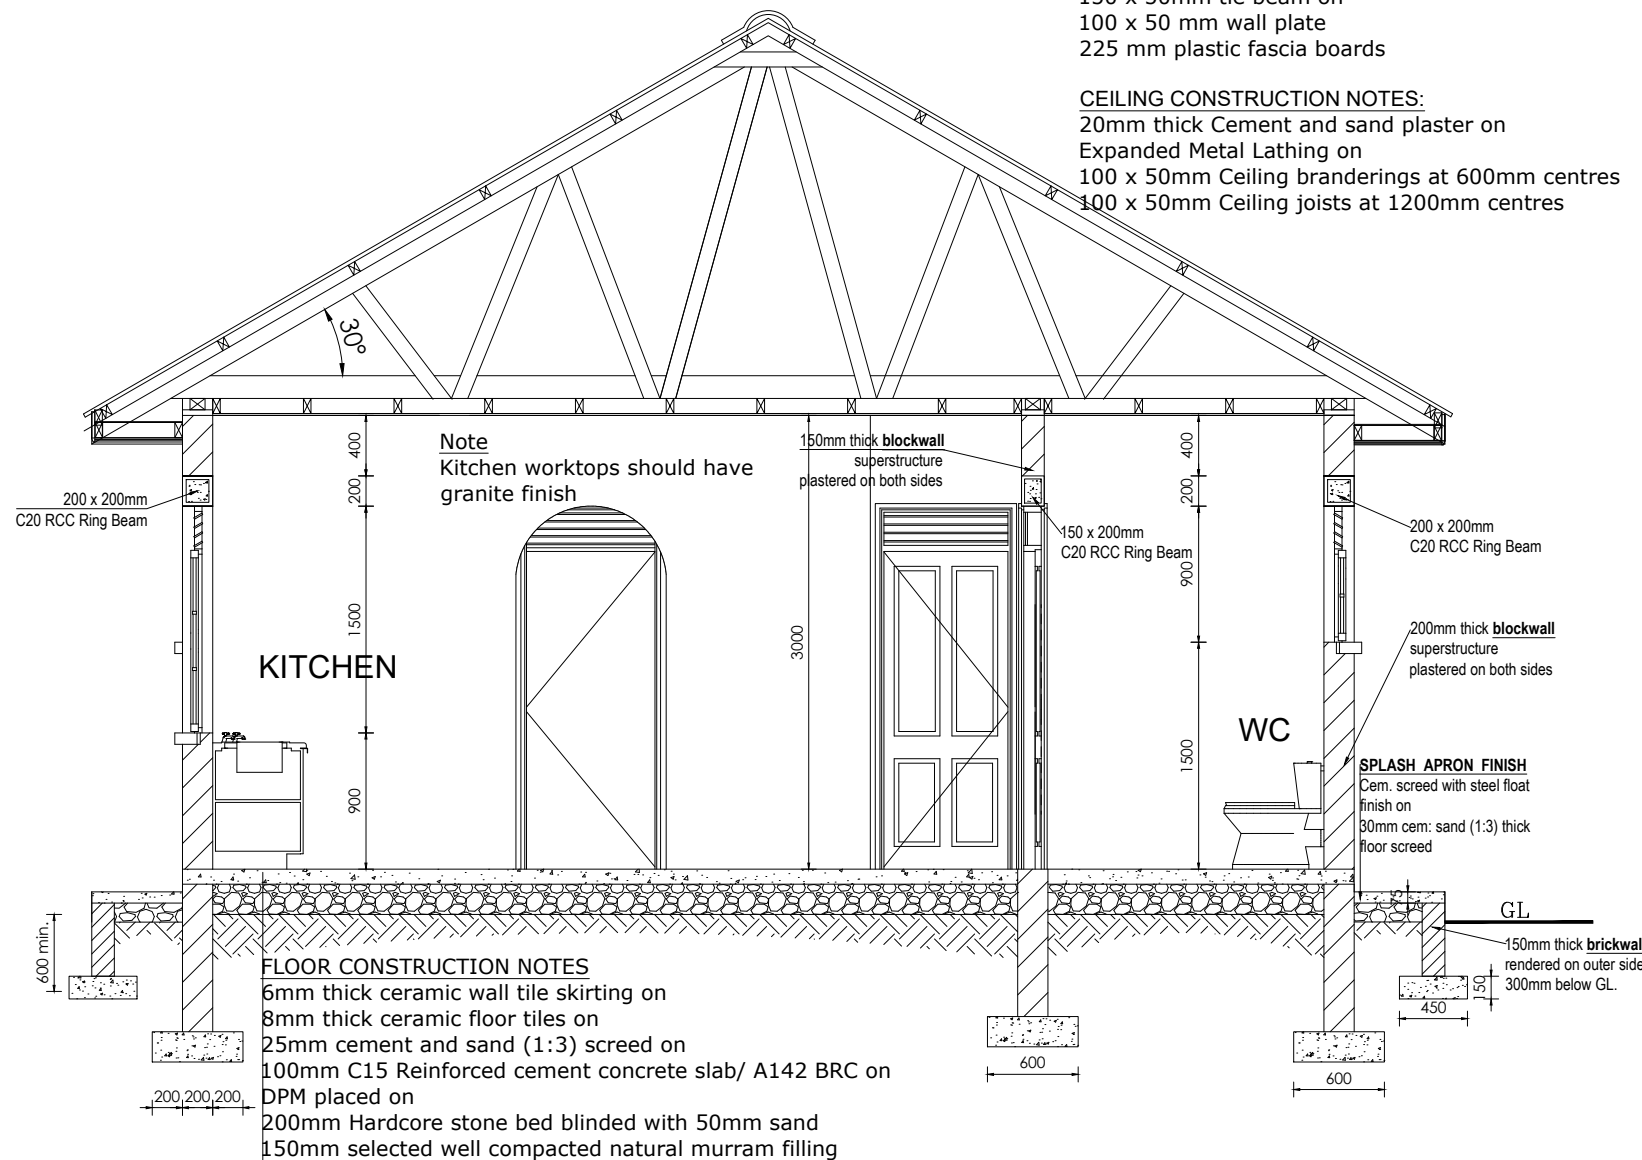 150 x 50mm tie beam on
100 x 50 mm wall plate
225 mm plastic fascia boards
CEILING CONSTRUCTION NOTES:
20mm thick Cement and sand plaster on
Expanded Metal Lathing on
100 x 50mm Ceiling branderings at 600mm centres
100 x 50mm Ceiling joists at 1200mm centres
30°
Note
Kitchen worktops should have
granite finish
150mm thick blockwall
superstructure
plastered on both sides
400
200
1500
900
3000
400
200
900
1500
200 x 200mm
C20 RCC Ring Beam
150 x 200mm
C20 RCC Ring Beam
200 x 200mm
C20 RCC Ring Beam
KITCHEN
WC
200mm thick blockwall
superstructure
plastered on both sides
SPLASH APRON FINISH
Cem. screed with steel float
finish on
30mm cem: sand (1:3) thick
floor screed
75
GL
150mm thick brickwal
rendered on outer side
300mm below GL.
150
450
600 min.
FLOOR CONSTRUCTION NOTES
6mm thick ceramic wall tile skirting on
8mm thick ceramic floor tiles on
25mm cement and sand (1:3) screed on
100mm C15 Reinforced cement concrete slab/ A142 BRC on
DPM placed on
200mm Hardcore stone bed blinded with 50mm sand
150mm selected well compacted natural murram filling
200 200 200
600
600